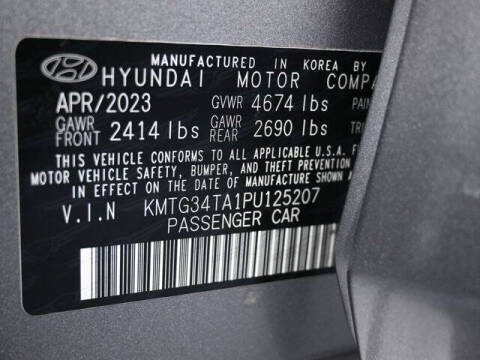 MANUFACTURED IN KOREA BY
HYUNDAI MOTOR
APR/2023 GVWR 4674 lbs
GAWR FRONT 2414 lbs GAWR REAR 2690 lbs
THIS VEHICLE CONFORMS TO ALL APPLICABLE U.S.A.
MOTOR VEHICLE SAFETY, BUMPER, AND THEFT PREVENTION
IN EFFECT ON THE DATE OF MANUFACTURE
V.I.N KMTG34TA1PU125207
PASSENGER CAR